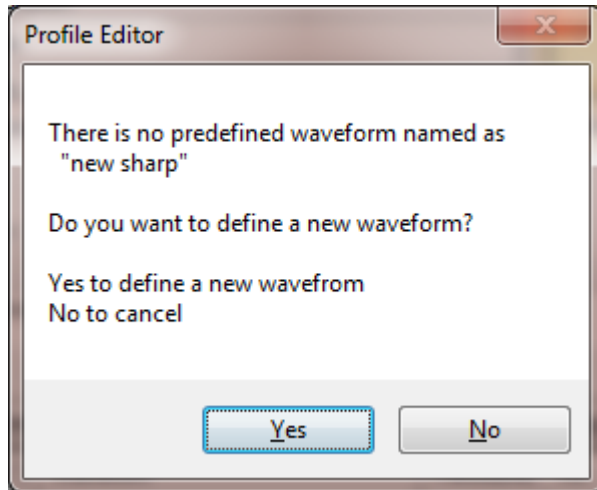 Profile Editor
There is no predefined waveform named as
"new sharp"
Do you want to define a new waveform?
Yes to define a new wavefrom
No to cancel
Yes
No